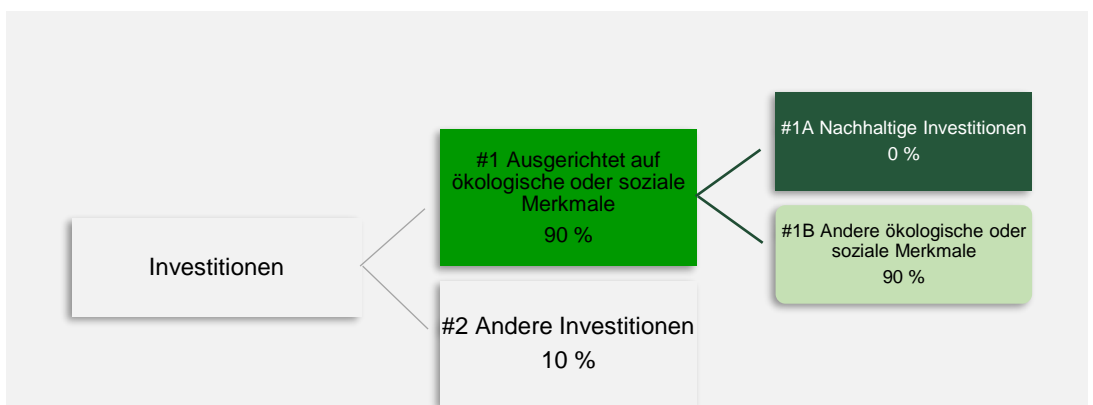 Investitionen
#1 Ausgerichtet auf
ökologische oder soziale
Merkmale
90 %
#2 Andere Investitionen
10 %
#1A Nachhaltige Investitionen
0 %
#1B Andere ökologische oder
soziale Merkmale
90 %